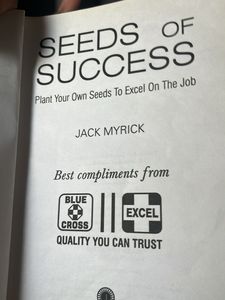 SEEDS OF
SUCCESS
Plant Your Own Seeds To Excel On The Job
JACK MYRICK
Best compliments from
BLUE
CROSS
EXCEL
QUALITY YOU CAN TRUST